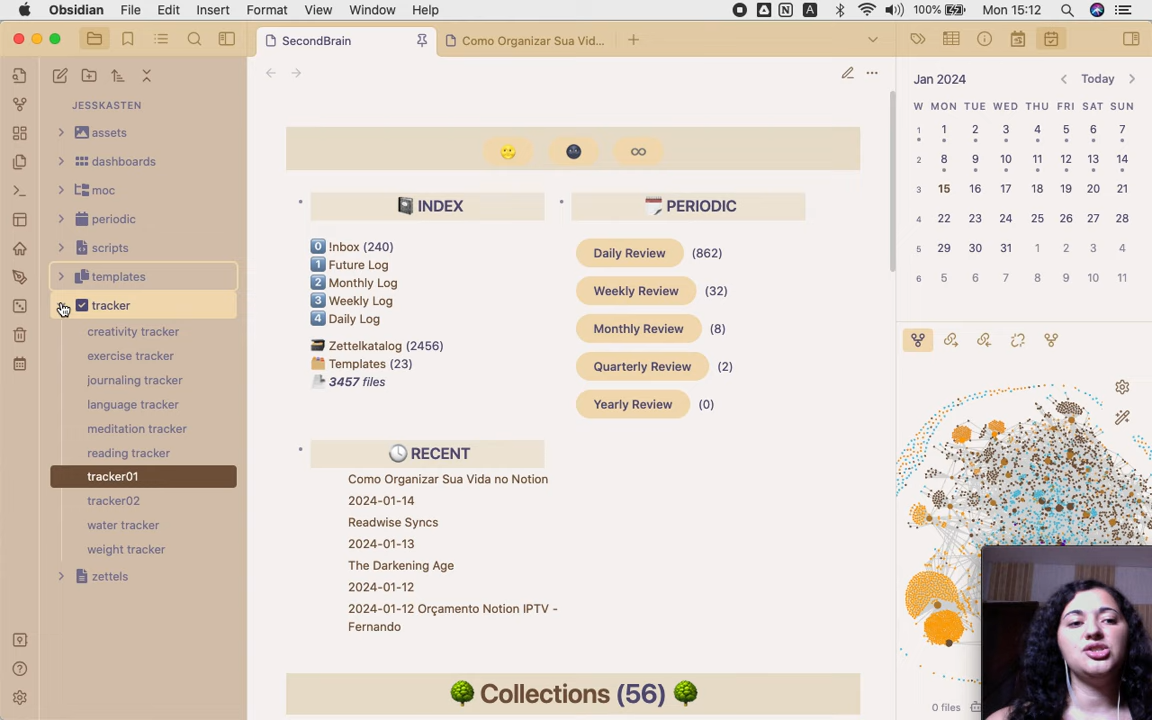 Obsidian File Edit Insert Format View Window Help
N A 100% Mon 15:12
SecondBrain
Como Organizar Sua Vid...
JESSKASTEN
assets
dashboards
moc
periodic
scripts
templates
tracker
creativity tracker
exercise tracker
journaling tracker
language tracker
meditation tracker
reading tracker
tracker01
tracker02
water tracker
weight tracker
zettels
INDEX
0 !nbox (240)
1 Future Log
2 Monthly Log
3 Weekly Log
4 Daily Log
Zettelkatalog (2456)
Templates (23)
3457 files
PERIODIC
Daily Review (862)
Weekly Review (32)
Monthly Review (8)
Quarterly Review (2)
Yearly Review (0)
RECENT
Como Organizar Sua Vida no Notion
2024-01-14
Readwise Syncs
2024-01-13
The Darkening Age
2024-01-12
2024-01-12 Orçamento Notion IPTV -
Fernando
Collections (56)
Jan 2024 Today
W MON TUE WED THU FRI SAT SUN
1 1 2 3 4 5 6 7
2 8 9 10 11 12 13 14
3 15 16 17 18 19 20 21
4 22 23 24 25 26 27 28
5 29 30 31 1 2 3 4
6 5 6 7 8 9 10 11
0 files